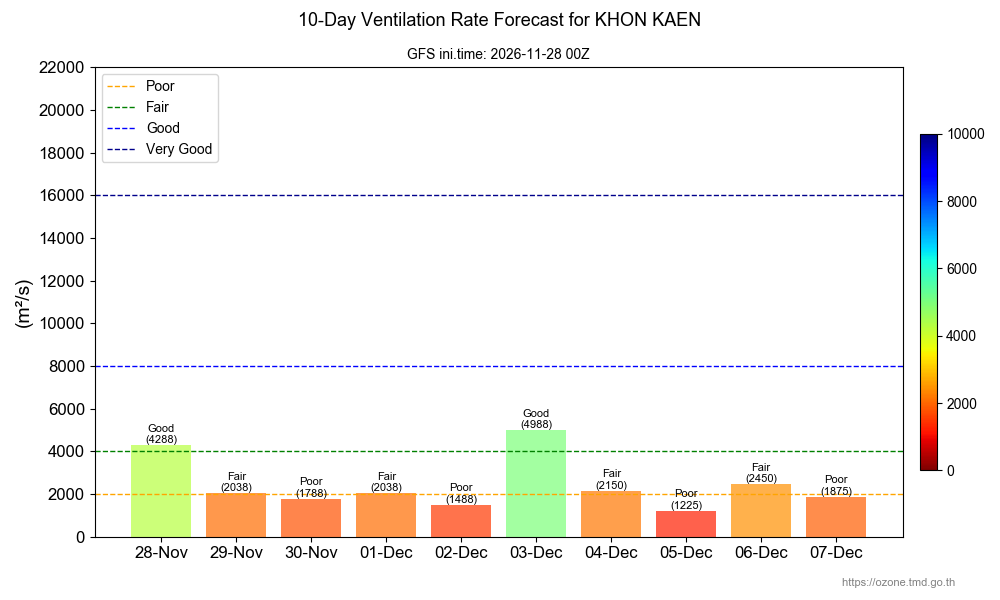 10-Day Ventilation Rate Forecast for KHON KAEN
GFS ini.time: 2026-11-28 00Z
(m²/s)
22000
20000
18000
16000
14000
12000
10000
8000
6000
4000
2000
0
Poor
Fair
Good
Very Good
Good
(4288)
Fair
(2038)
Poor
(1788)
Fair
(2038)
Poor
(1488)
Good
(4988)
Fair
(2150)
Poor
(1225)
Fair
(2450)
Poor
(1875)
28-Nov 29-Nov 30-Nov 01-Dec 02-Dec 03-Dec 04-Dec 05-Dec 06-Dec 07-Dec
10000
8000
6000
4000
2000
0
https://ozone.tmd.go.th